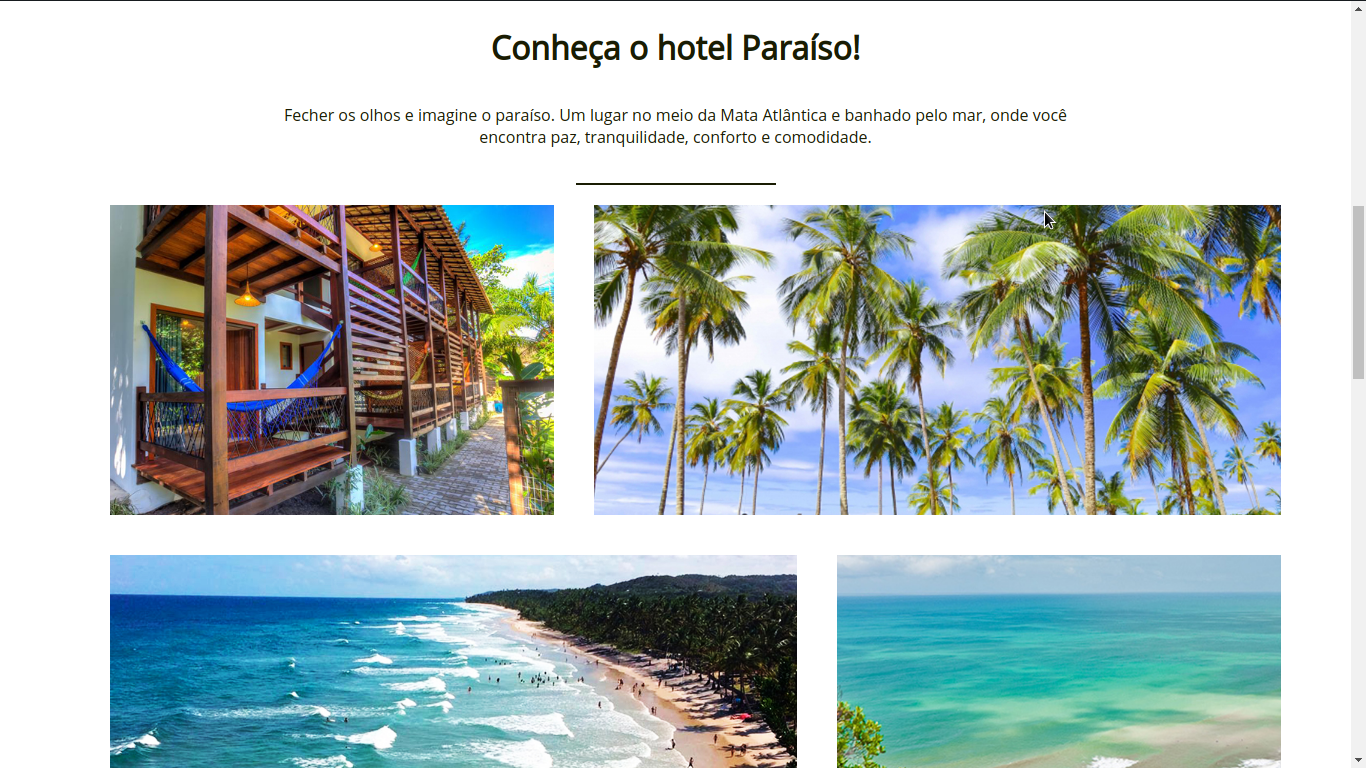 Conheça o hotel Paraíso!
Fecher os olhos e imagine o paraíso. Um lugar no meio da Mata Atlântica e banhado pelo mar, onde você
encontra paz, tranquilidade, conforto e comodidade.